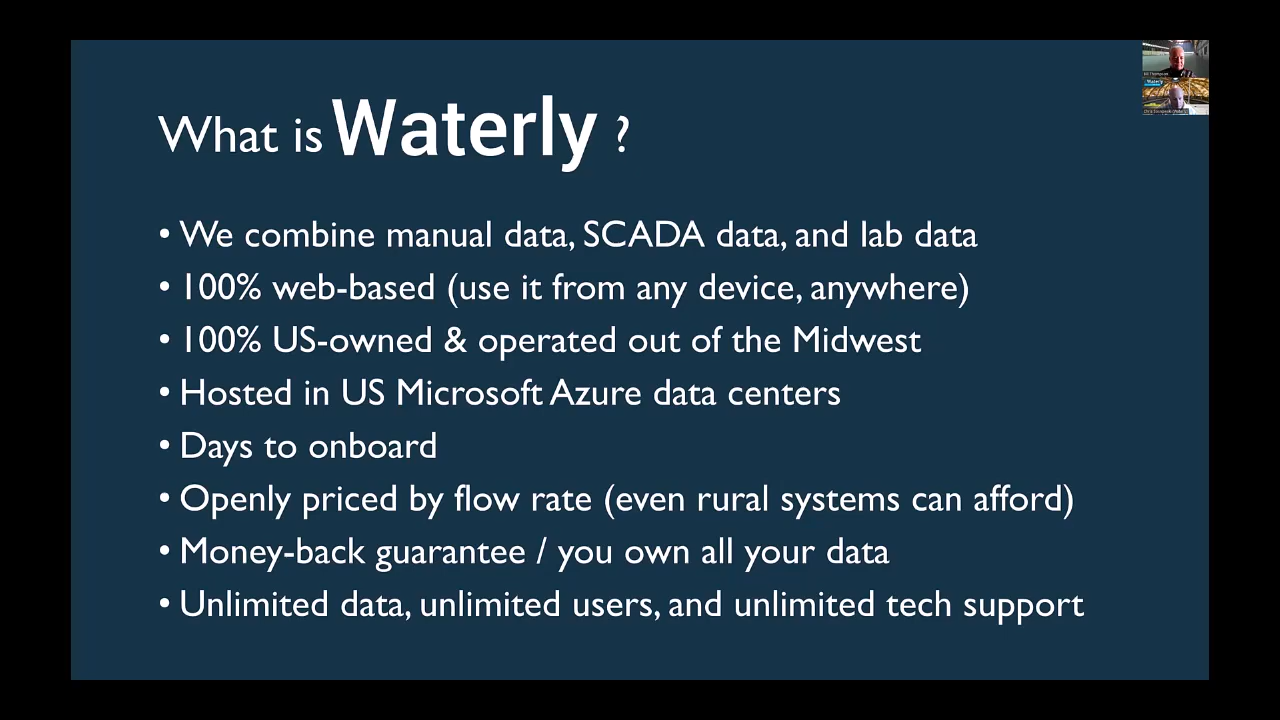 What is Waterly ?
• We combine manual data, SCADA data, and lab data
• 100% web-based (use it from any device, anywhere)
• 100% US-owned & operated out of the Midwest
• Hosted in US Microsoft Azure data centers
• Days to onboard
• Openly priced by flow rate (even rural systems can afford)
• Money-back guarantee / you own all your data
• Unlimited data, unlimited users, and unlimited tech support
Waterly